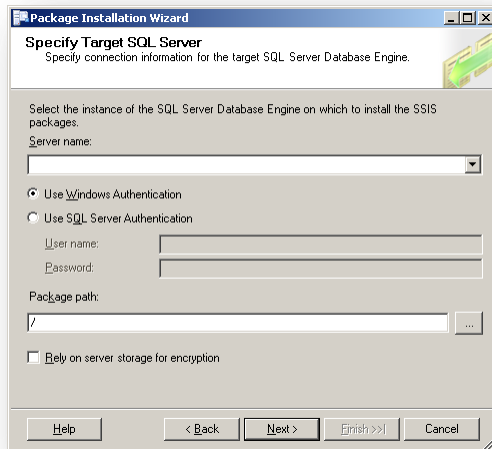 Package Installation Wizard
Specify Target SQL Server
Specify connection information for the target SQL Server Database Engine.
Select the instance of the SQL Server Database Engine on which to install the SSIS
packages.
Server name:
Use Windows Authentication
Use SQL Server Authentication
User name:
Password:
Package path:
/
...
Rely on server storage for encryption
Help
< Back
Next >
Finish >>|
Cancel